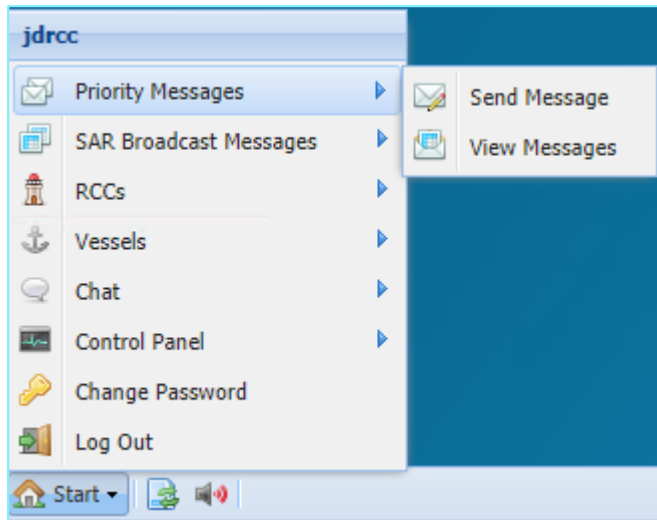 jdrcc
Priority Messages
Send Message
SAR Broadcast Messages
View Messages
RCCs
Vessels
Chat
Control Panel
Change Password
Log Out
Start